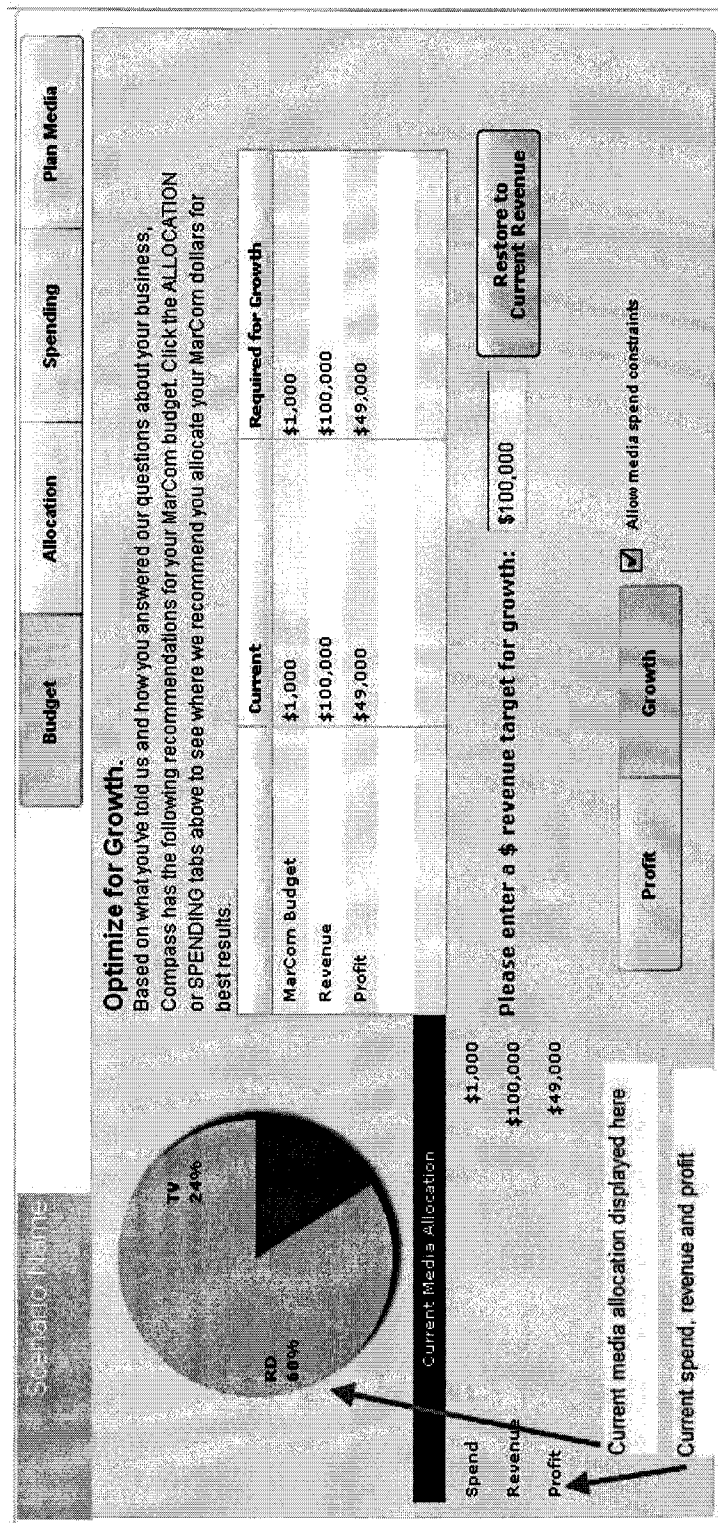 Scenario Name
Budget
Allocation
Spending
Plan Media
Optimize for Growth.
Based on what you've told us and how you answered our questions about your business,
Compass has the following recommendations for your MarCom budget. Click the ALLOCATION
or SPENDING tabs above to see where we recommend you allocate your MarCom dollars for
best results.
TV
24%
RD
60%
Current Required for Growth
MarCom Budget $1,000 $1,000
Revenue $100,000 $100,000
Profit $49,000 $49,000
Current Media Allocation
Spend $1,000
Revenue $100,000
Profit $49,000
Please enter a $ revenue target for growth: $100,000
Restore to
Current Revenue
Profit
Growth
Allow media spend constraints
Current media allocation displayed here
Current spend, revenue and profit